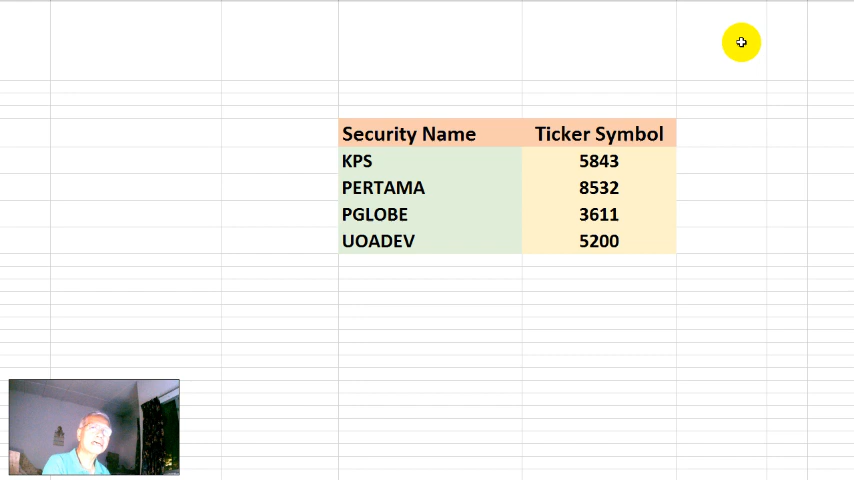 Security Name Ticker Symbol
KPS 5843
PERTAMA 8532
PGLOBE 3611
UOADEV 5200